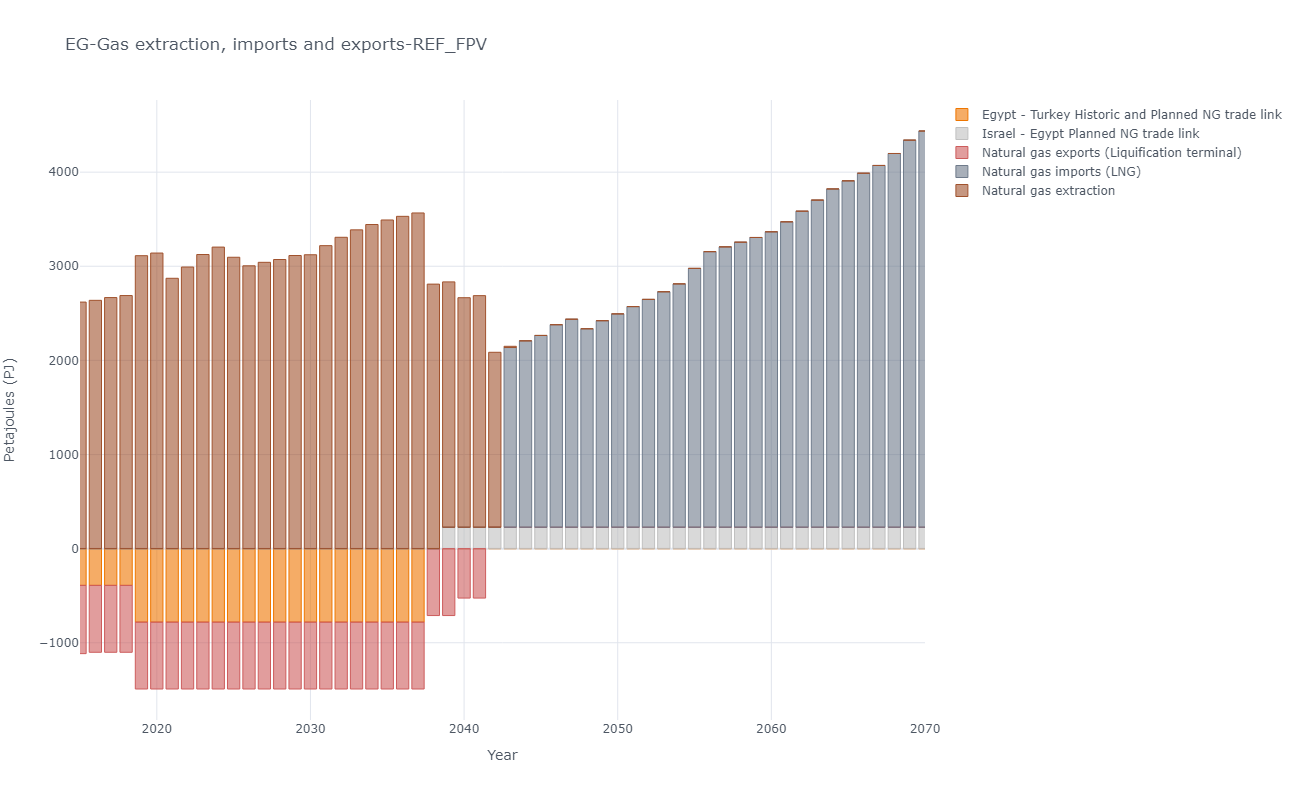 EG-Gas extraction, imports and exports-REF_FPV
Egypt - Turkey Historic and Planned NG trade link
Israel - Egypt Planned NG trade link
Natural gas exports (Liquification terminal)
Natural gas imports (LNG)
Natural gas extraction
Petajoules (PJ)
4000
3000
2000
1000
0
−1000
2020
2030
2040
2050
2060
2070
Year